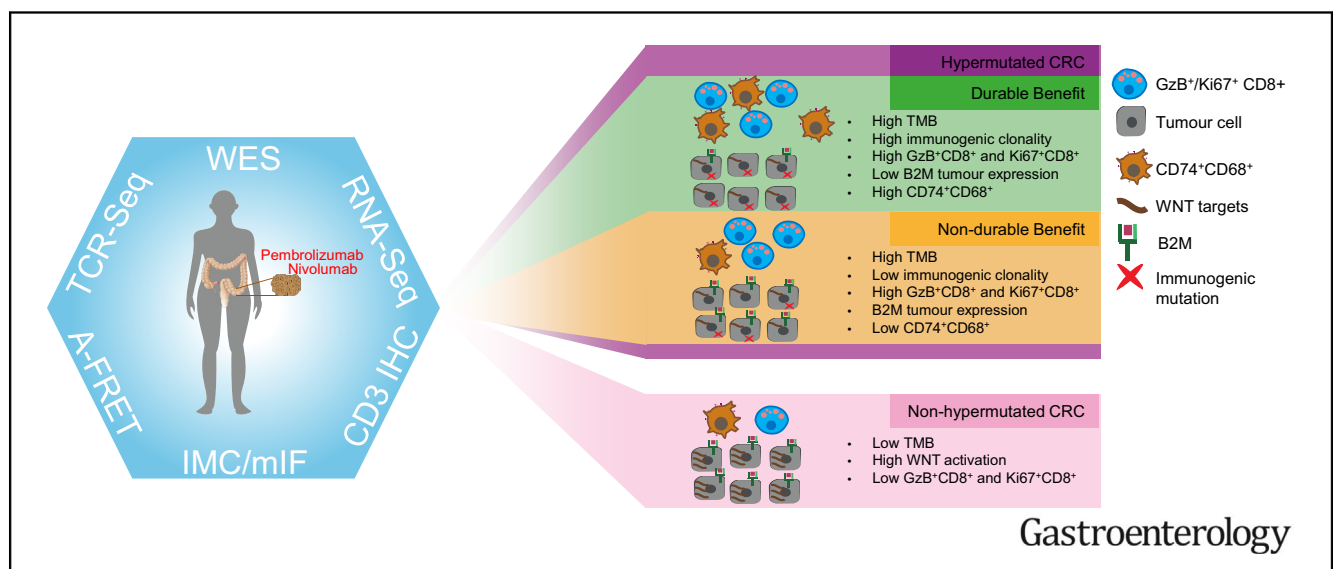 WES
TCR-Seq
RNA-Seq
Pembrolizumab
Nivolumab
A-FRET
CD3 IHC
IMC/mIF
Hypermutated CRC
Durable Benefit
• High TMB
• High immunogenic clonality
• High GzB⁺CD8⁺ and Ki67⁺CD8⁺
• Low B2M tumour expression
• High CD74⁺CD68⁺
Non-durable Benefit
• High TMB
• Low immunogenic clonality
• High GzB⁺CD8⁺ and Ki67⁺CD8⁺
• B2M tumour expression
• Low CD74⁺CD68⁺
Non-hypermutated CRC
• Low TMB
• High WNT activation
• Low GzB⁺CD8⁺ and Ki67⁺CD8⁺
GzB⁺/Ki67⁺ CD8+
Tumour cell
CD74⁺CD68⁺
WNT targets
B2M
Immunogenic
mutation
Gastroenterology